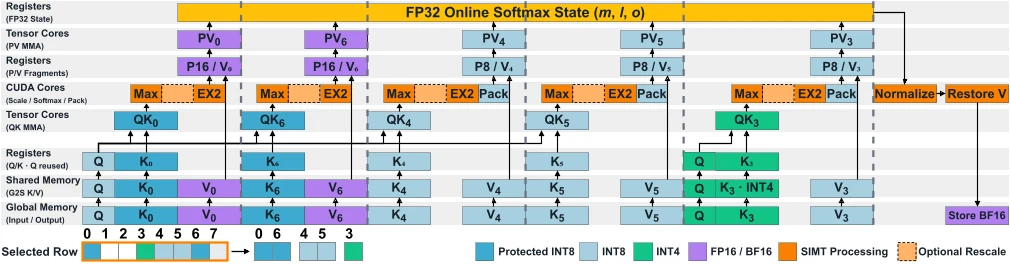 Registers
(FP32 State)
FP32 Online Softmax State (m, l, o)
Tensor Cores
(PV MMA)
PV0 PV6 PV4 PV5 PV3
Registers
(P/V Fragments)
P16 / V₆ P16 / V₆ P8 / V₄ P8 / V₅ P8 / V₃
CUDA Cores
(Scale / Softmax / Pack)
Max EX2 Max EX2 Max EX2 Pack Max EX2 Pack Max EX2 Pack Normalize Restore V
Tensor Cores
(QK MMA)
QK0 QK6 QK4 QK5 QK3
Registers
(Q/K · Q reused)
Q K₀ K₆ K₄ K₅ Q K₃
Shared Memory
(G2S K/V)
Q K0 V0 K6 V6 K4 V4 K5 V5 Q K3 · INT4 V3
Global Memory
(Input / Output)
Q K0 V0 K6 V6 K4 V4 K5 V5 Q K3 V3 Store BF16
0 1 2 3 4 5 6 7 0 6 4 5 3
Selected Row
Protected INT8 INT8 INT4 FP16 / BF16 SIMT Processing Optional Rescale